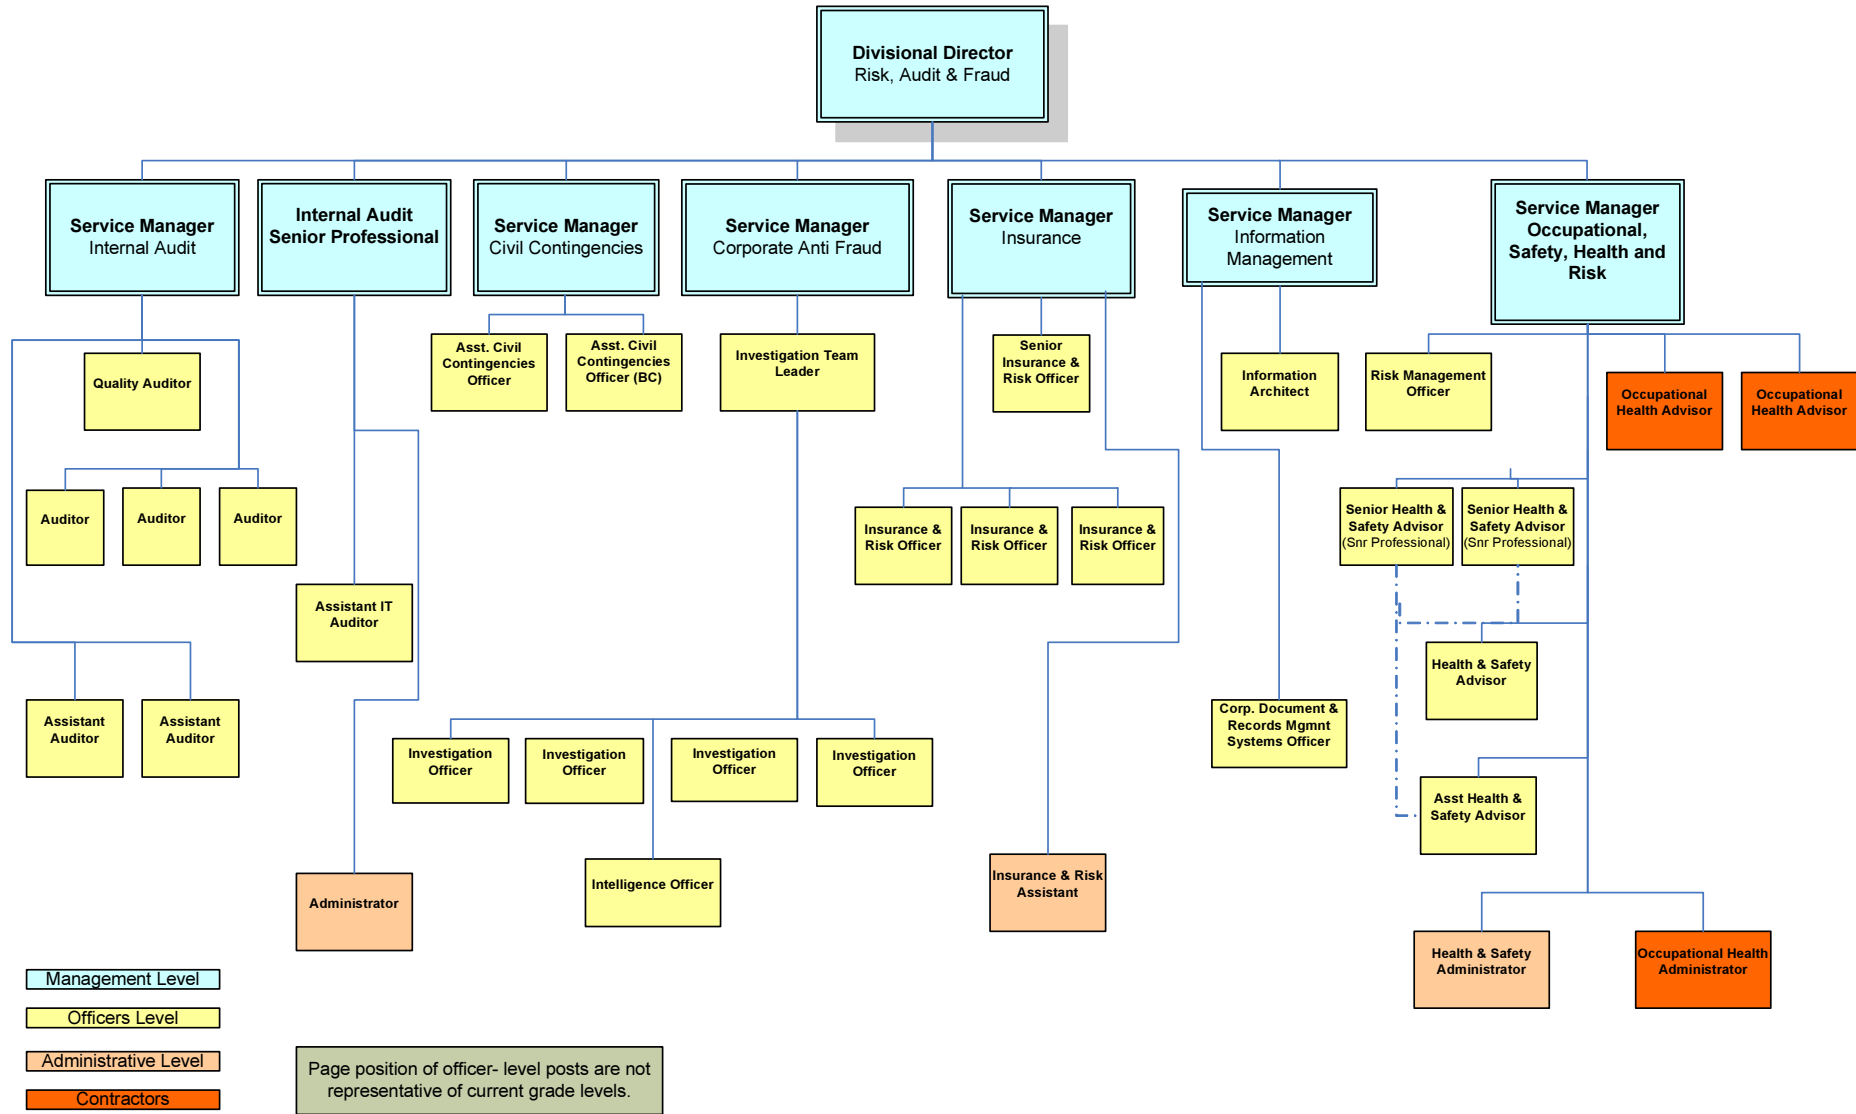 Divisional Director
Risk, Audit & Fraud
Service Manager
Internal Audit
Internal Audit
Senior Professional
Service Manager
Civil Contingencies
Service Manager
Corporate Anti Fraud
Service Manager
Insurance
Service Manager
Information
Management
Service Manager
Occupational,
Safety, Health and
Risk
Quality Auditor
Asst. Civil
Contingencies
Officer
Asst. Civil
Contingencies
Officer (BC)
Investigation Team
Leader
Senior
Insurance &
Risk Officer
Information
Architect
Risk Management
Officer
Occupational
Health Advisor
Occupational
Health Advisor
Auditor
Auditor
Auditor
Insurance &
Risk Officer
Insurance &
Risk Officer
Insurance &
Risk Officer
Senior Health &
Safety Advisor
(Snr Professional)
Senior Health &
Safety Advisor
(Snr Professional)
Assistant IT
Auditor
Health & Safety
Advisor
Assistant
Auditor
Assistant
Auditor
Corp. Document &
Records Mgmnt
Systems Officer
Investigation
Officer
Investigation
Officer
Investigation
Officer
Investigation
Officer
Asst Health &
Safety Advisor
Administrator
Intelligence Officer
Insurance & Risk
Assistant
Health & Safety
Administrator
Occupational Health
Administrator
Management Level
Officers Level
Administrative Level
Contractors
Page position of officer- level posts are not
representative of current grade levels.